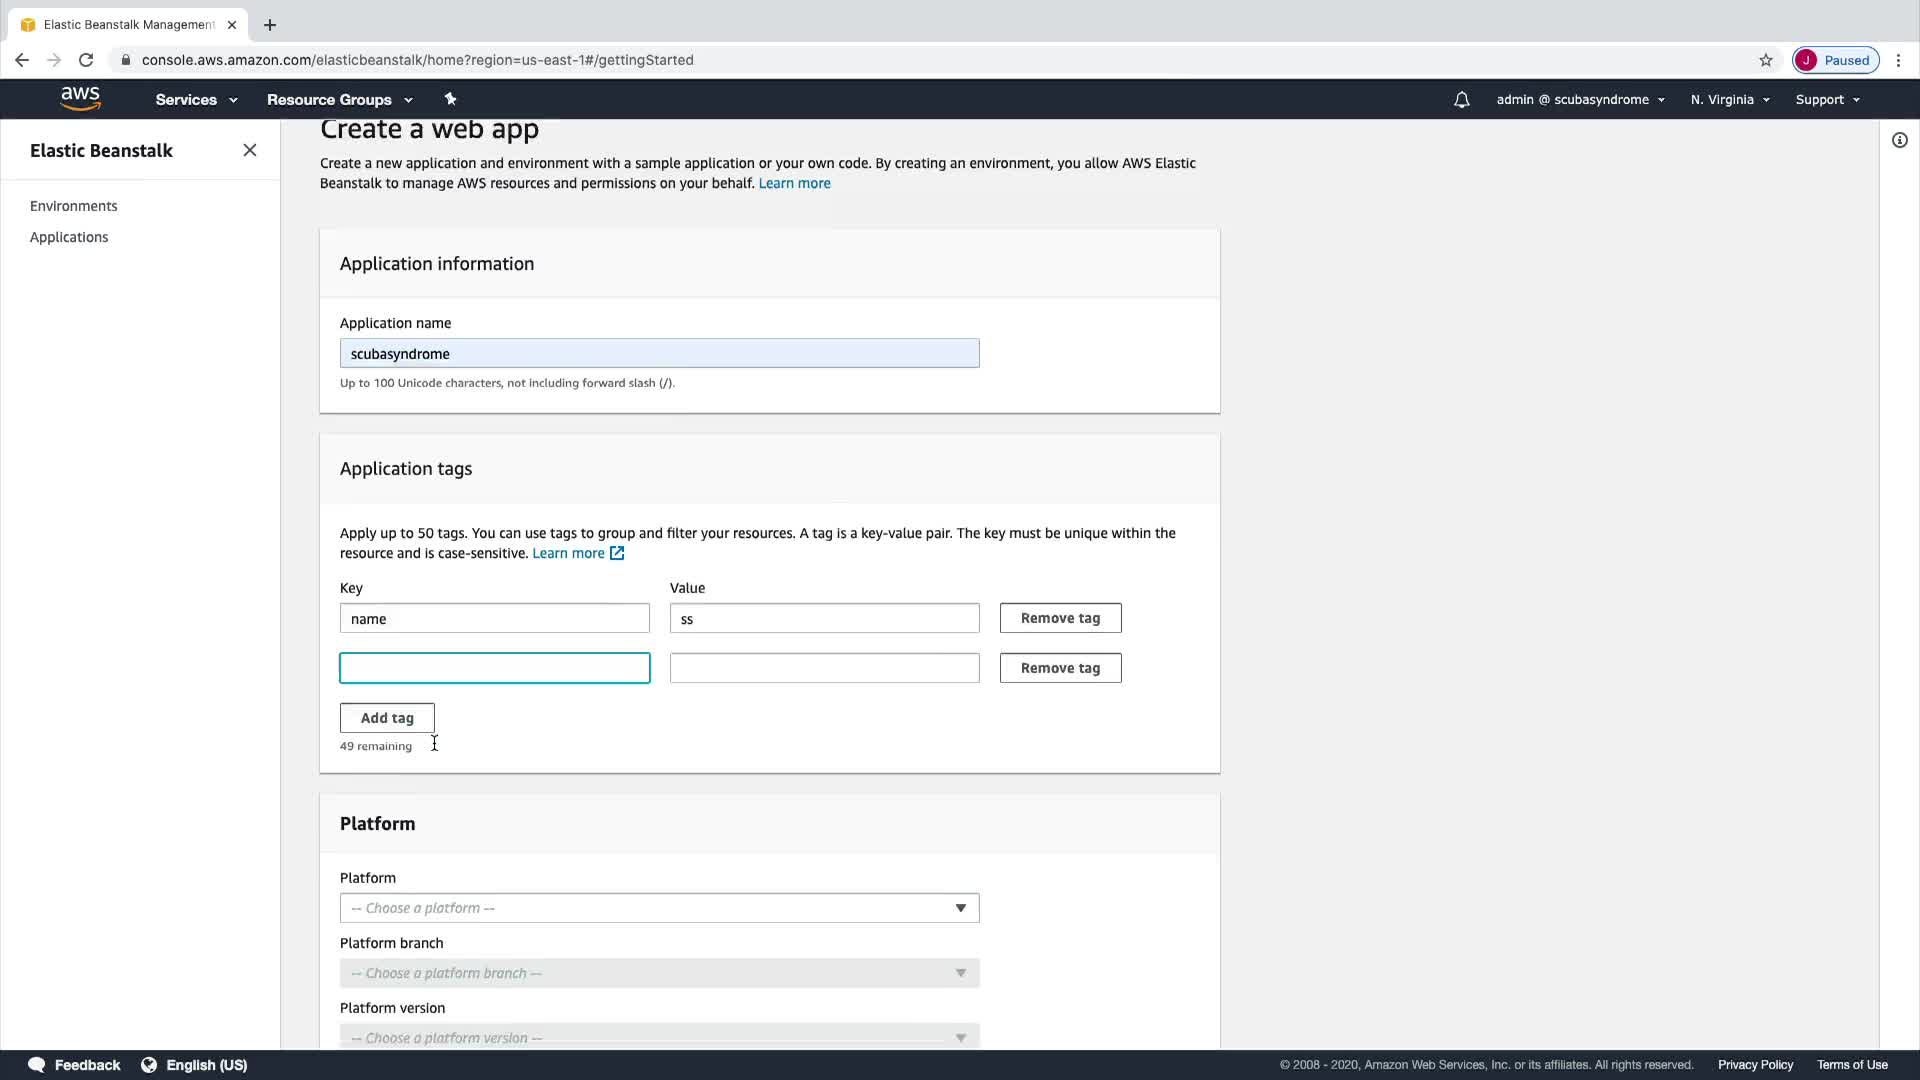 Elastic Beanstalk Management
console.aws.amazon.com/elasticbeanstalk/home?region=us-east-1#/gettingStarted
J Paused
aws Services Resource Groups admin @ scubasyndrome N. Virginia Support
Elastic Beanstalk
Environments
Applications
Create a web app
Create a new application and environment with a sample application or your own code. By creating an environment, you allow AWS Elastic
Beanstalk to manage AWS resources and permissions on your behalf. Learn more
Application information
Application name
scubasyndrome
Up to 100 Unicode characters, not including forward slash (/).
Application tags
Apply up to 50 tags. You can use tags to group and filter your resources. A tag is a key-value pair. The key must be unique within the
resource and is case-sensitive. Learn more
Key Value
name ss Remove tag
Remove tag
Add tag
49 remaining
Platform
Platform
-- Choose a platform --
Platform branch
-- Choose a platform branch --
Platform version
-- Choose a platform version --
Feedback English (US) © 2008 - 2020, Amazon Web Services, Inc. or its affiliates. All rights reserved. Privacy Policy Terms of Use